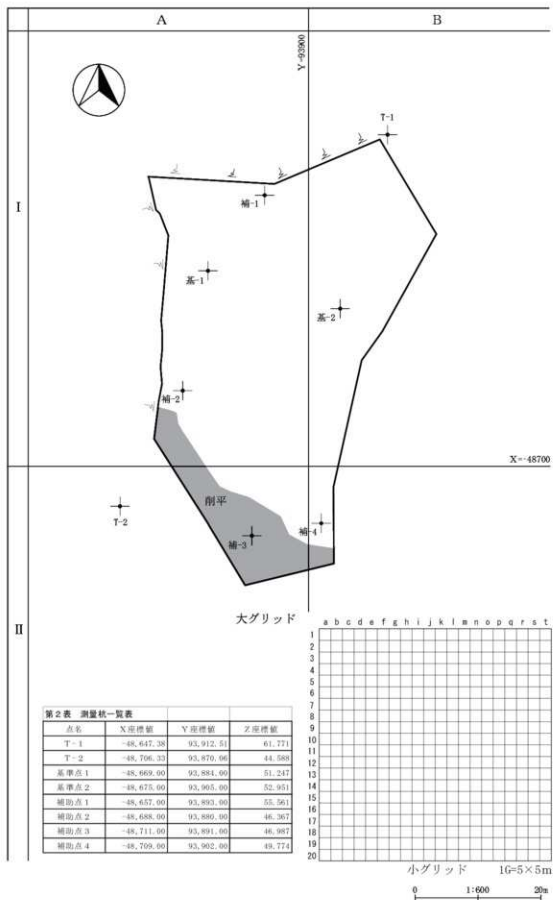 A
B
Y=93900
T-1
補-1
I
基-1
基-2
補-2
X=-48700
T-2
削平
補-3
補-4
大グリッド
II
a b c d e f g h i j k l m n o p q r s t
1
2
3
4
5
6
7
8
9
10
11
12
13
14
15
16
17
18
19
20
第2表 測量杭一覧表
点名 X座標値 Y座標値 Z座標値
T-1 -48,647.38 93,912.51 61.771
T-2 -48,706.33 93,870.06 44.588
基準点1 -48,669.00 93,884.00 51.247
基準点2 -48,675.00 93,905.00 52.951
補助点1 -48,657.00 93,893.00 55.561
補助点2 -48,688.00 93,880.00 46.367
補助点3 -48,711.00 93,891.00 46.987
補助点4 -48,709.00 93,902.00 49.774
小グリッド 1G=5×5m
0 1:600 20m